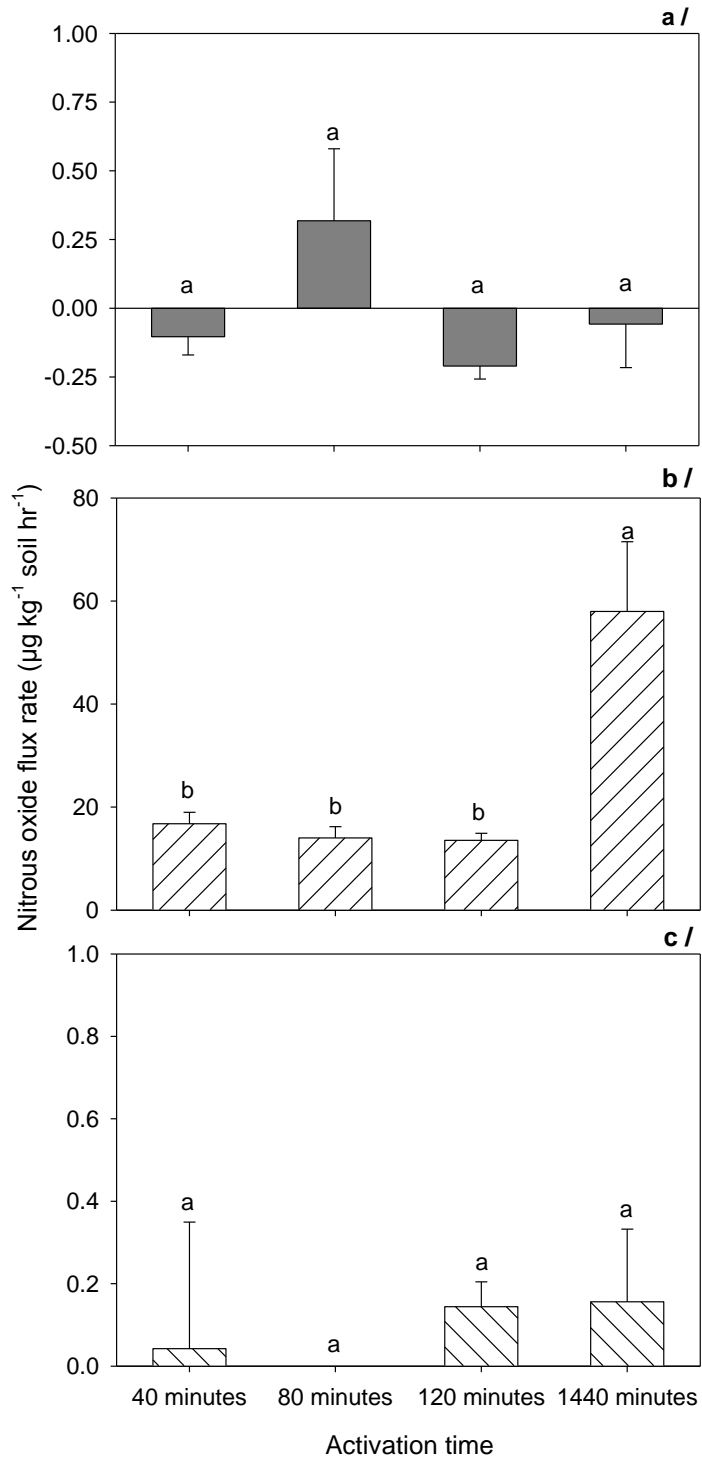 a /
1.00
0.75
0.50
0.25
0.00
-0.25
-0.50
a
a
a
a
Nitrous oxide flux rate (µg kg-1 soil hr-1)
b /
80
60
40
20
0
b
b
b
a
c /
1.0
0.8
0.6
0.4
0.2
0.0
a
a
a
a
40 minutes 80 minutes 120 minutes 1440 minutes
Activation time